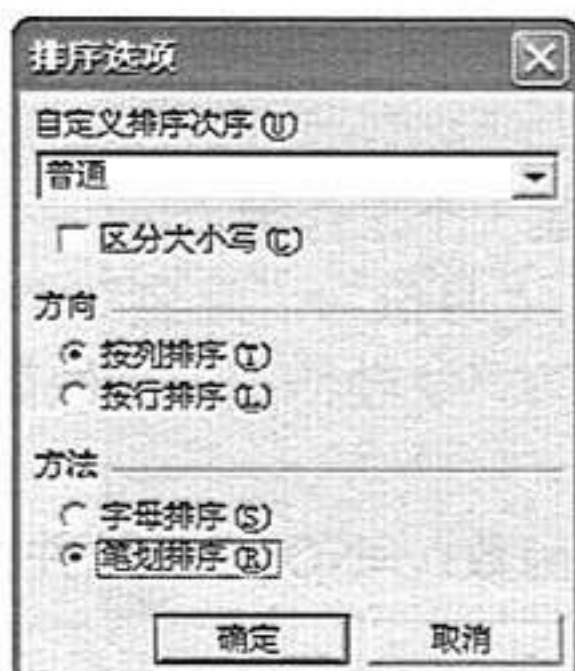 排序选项
自定义排序次序(U)
普通
区分大小写(C)
方向
按列排序(T)
按行排序(L)
方法
字母排序(S)
笔划排序(R)
确定 取消